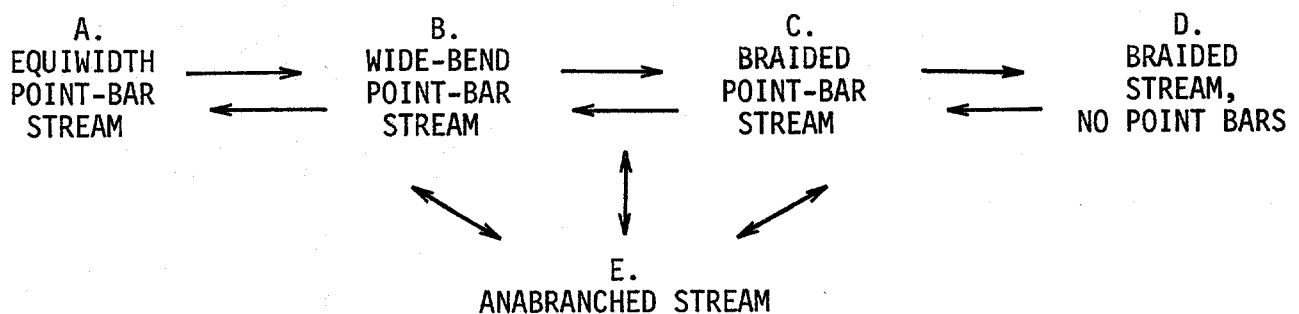 A.
EQUIWIDTH
POINT-BAR
STREAM
B.
WIDE-BEND
POINT-BAR
STREAM
C.
BRAIDED
POINT-BAR
STREAM
D.
BRAIDED
STREAM,
NO POINT BARS
E.
ANABRANCHED STREAM